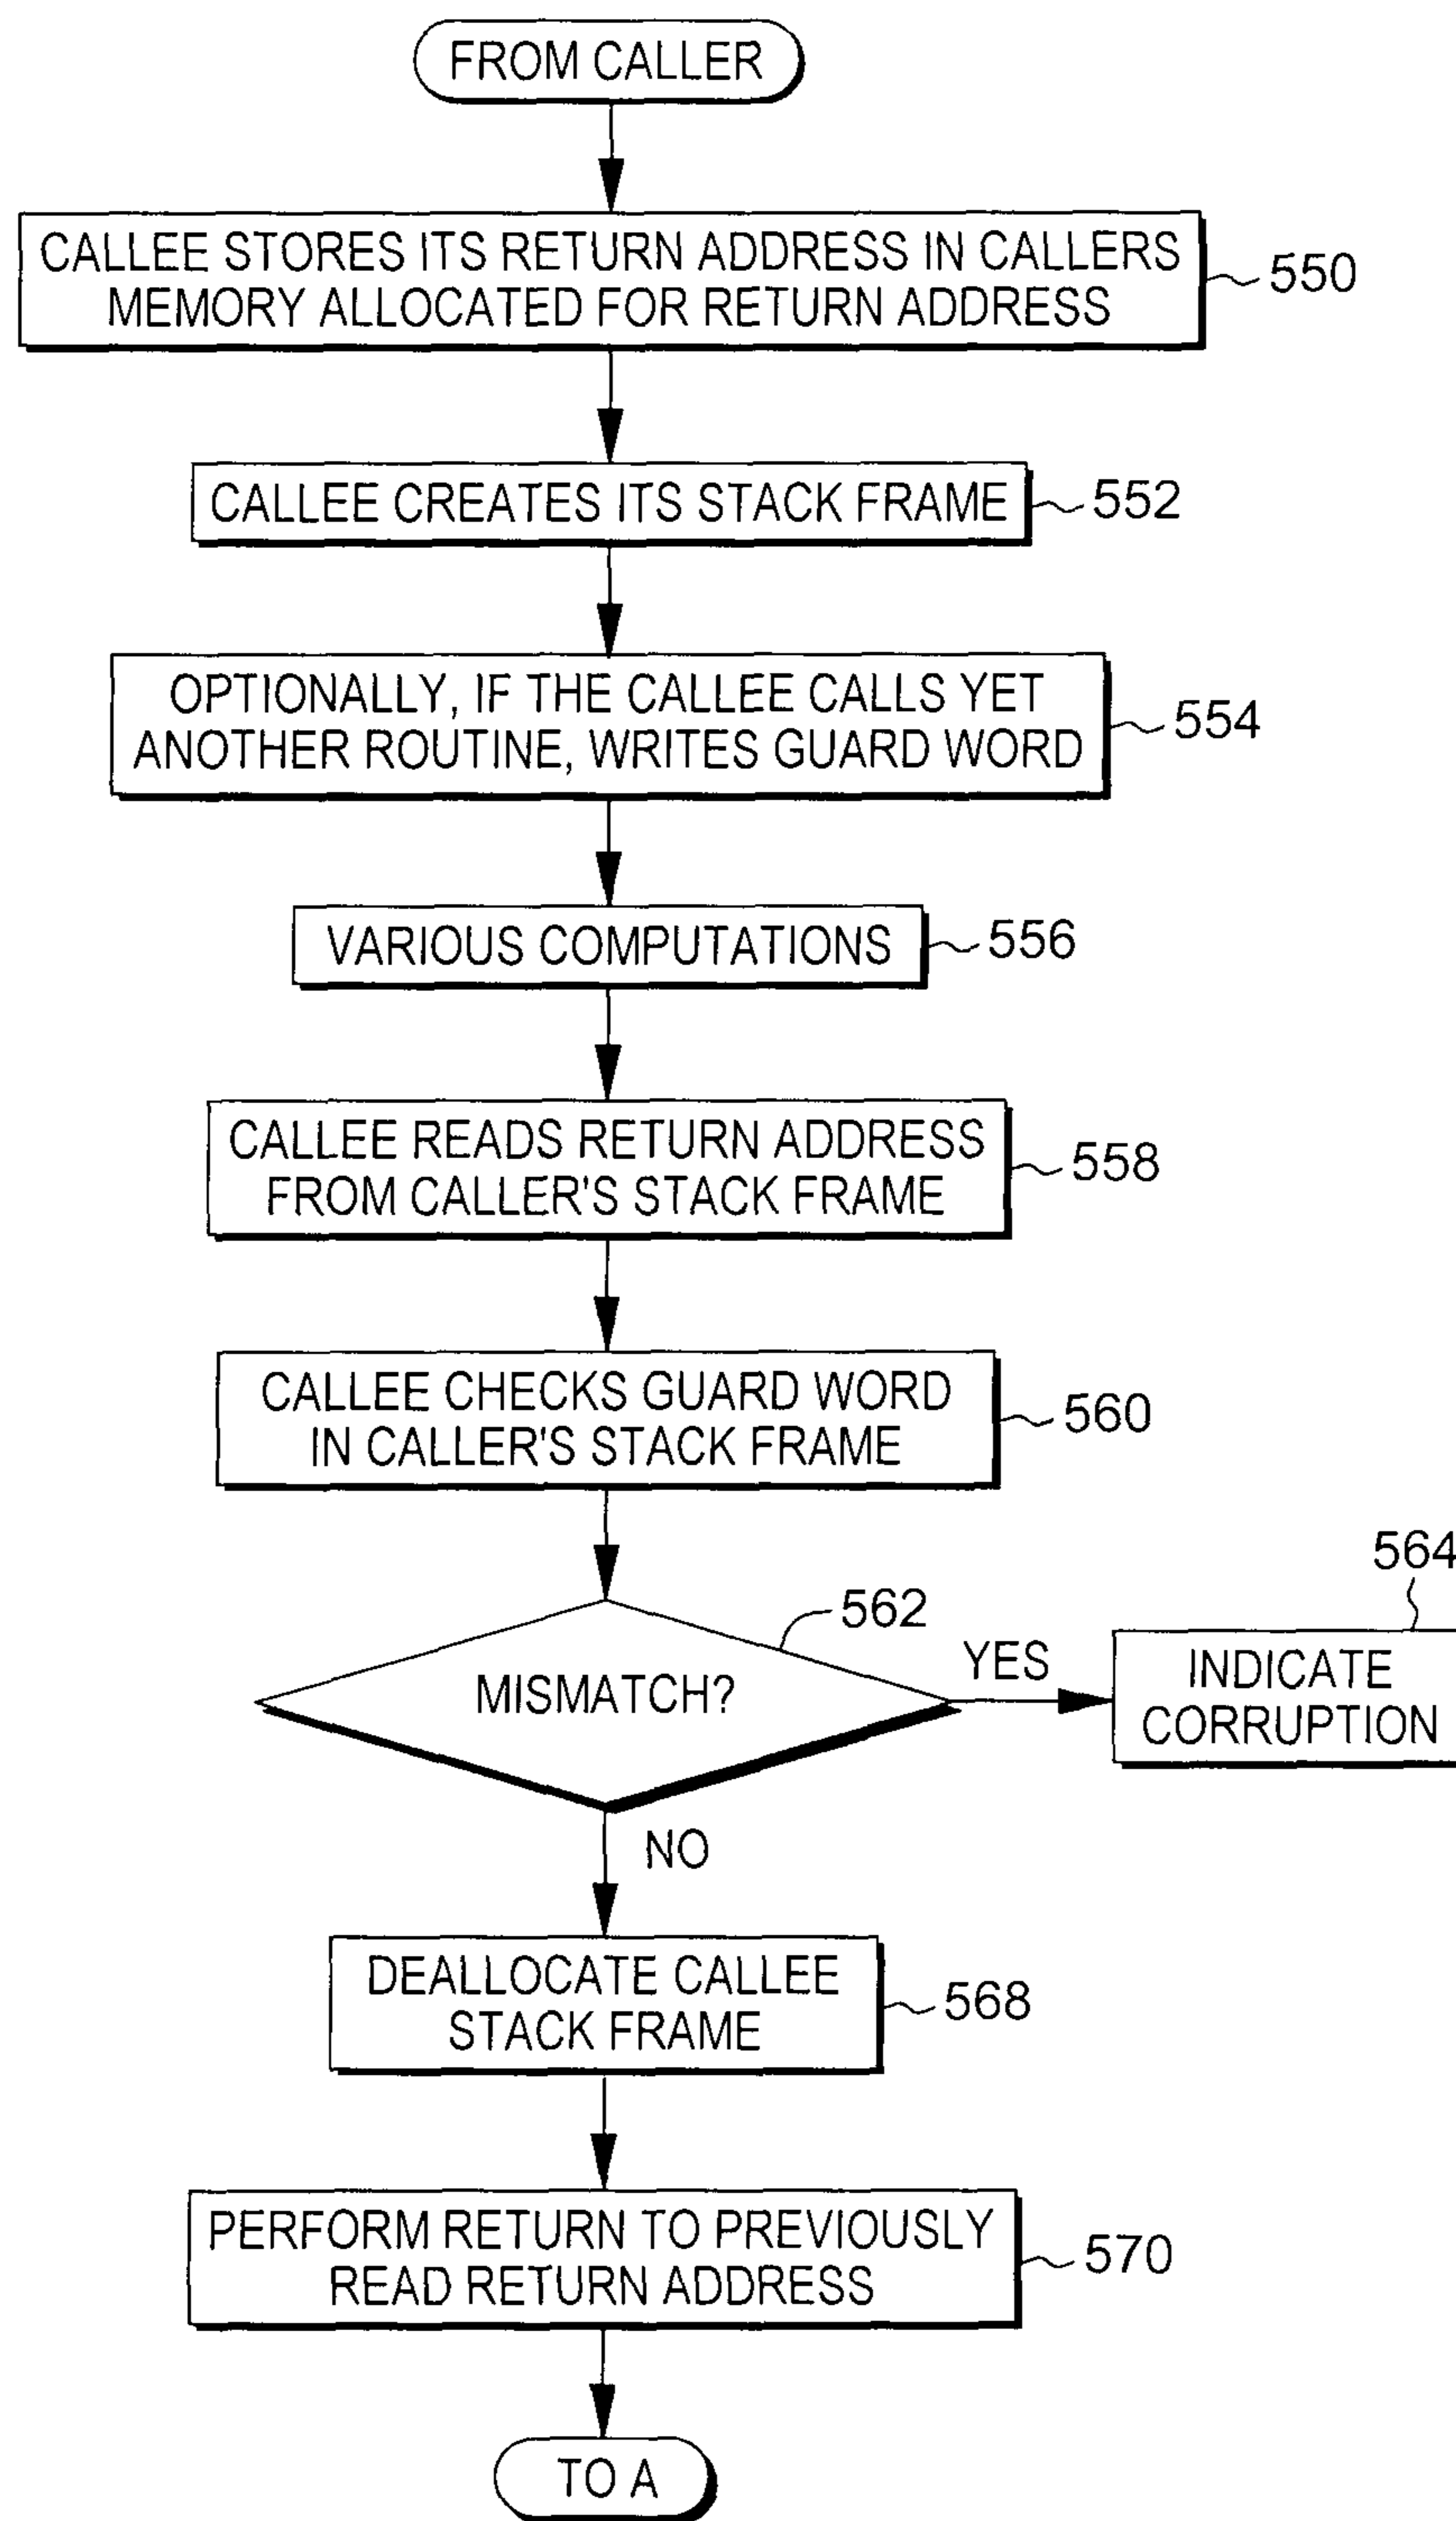 FROM CALLER
CALLEE STORES ITS RETURN ADDRESS IN CALLERS
MEMORY ALLOCATED FOR RETURN ADDRESS
550
CALLEE CREATES ITS STACK FRAME
552
OPTIONALLY, IF THE CALLEE CALLS YET
ANOTHER ROUTINE, WRITES GUARD WORD
554
VARIOUS COMPUTATIONS
556
CALLEE READS RETURN ADDRESS
FROM CALLER'S STACK FRAME
558
CALLEE CHECKS GUARD WORD
IN CALLER'S STACK FRAME
560
562
MISMATCH?
YES
564
INDICATE
CORRUPTION
NO
DEALLOCATE CALLEE
STACK FRAME
568
PERFORM RETURN TO PREVIOUSLY
READ RETURN ADDRESS
570
TO A